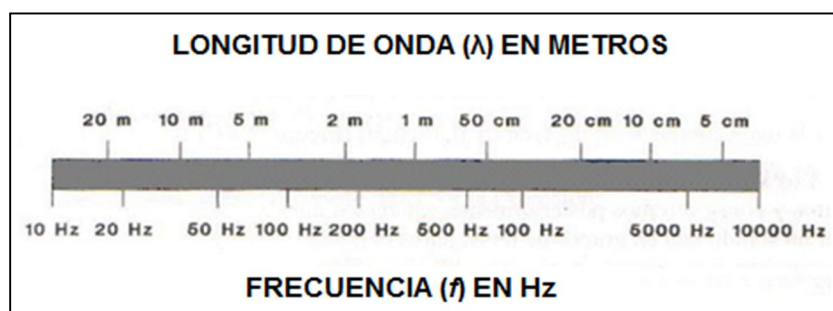 LONGITUD DE ONDA (λ) EN METROS
20 m 10 m 5 m 2 m 1 m 50 cm 20 cm 10 cm 5 cm
10 Hz 20 Hz 50 Hz 100 Hz 200 Hz 500 Hz 100 Hz 5000 Hz 10000 Hz
FRECUENCIA (f) EN Hz